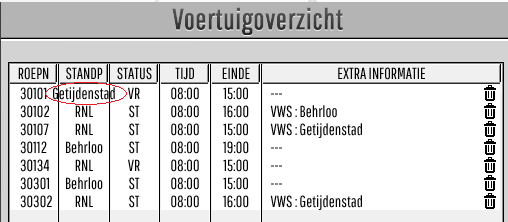 Voertuigoverzicht
ROEPN STANDP STATUS TIJD EINDE EXTRA INFORMATIE
30101 Getijdenstad VR 08:00 15:00 ---
30102 RNL ST 08:00 16:00 VWS : Behrloo
30107 RNL ST 08:00 15:00 VWS : Getijdenstad
30112 Behrloo ST 08:00 19:00 ---
30134 RNL VR 08:00 15:00 ---
30301 Behrloo ST 08:00 15:00 ---
30302 RNL ST 08:00 16:00 VWS : Getijdenstad